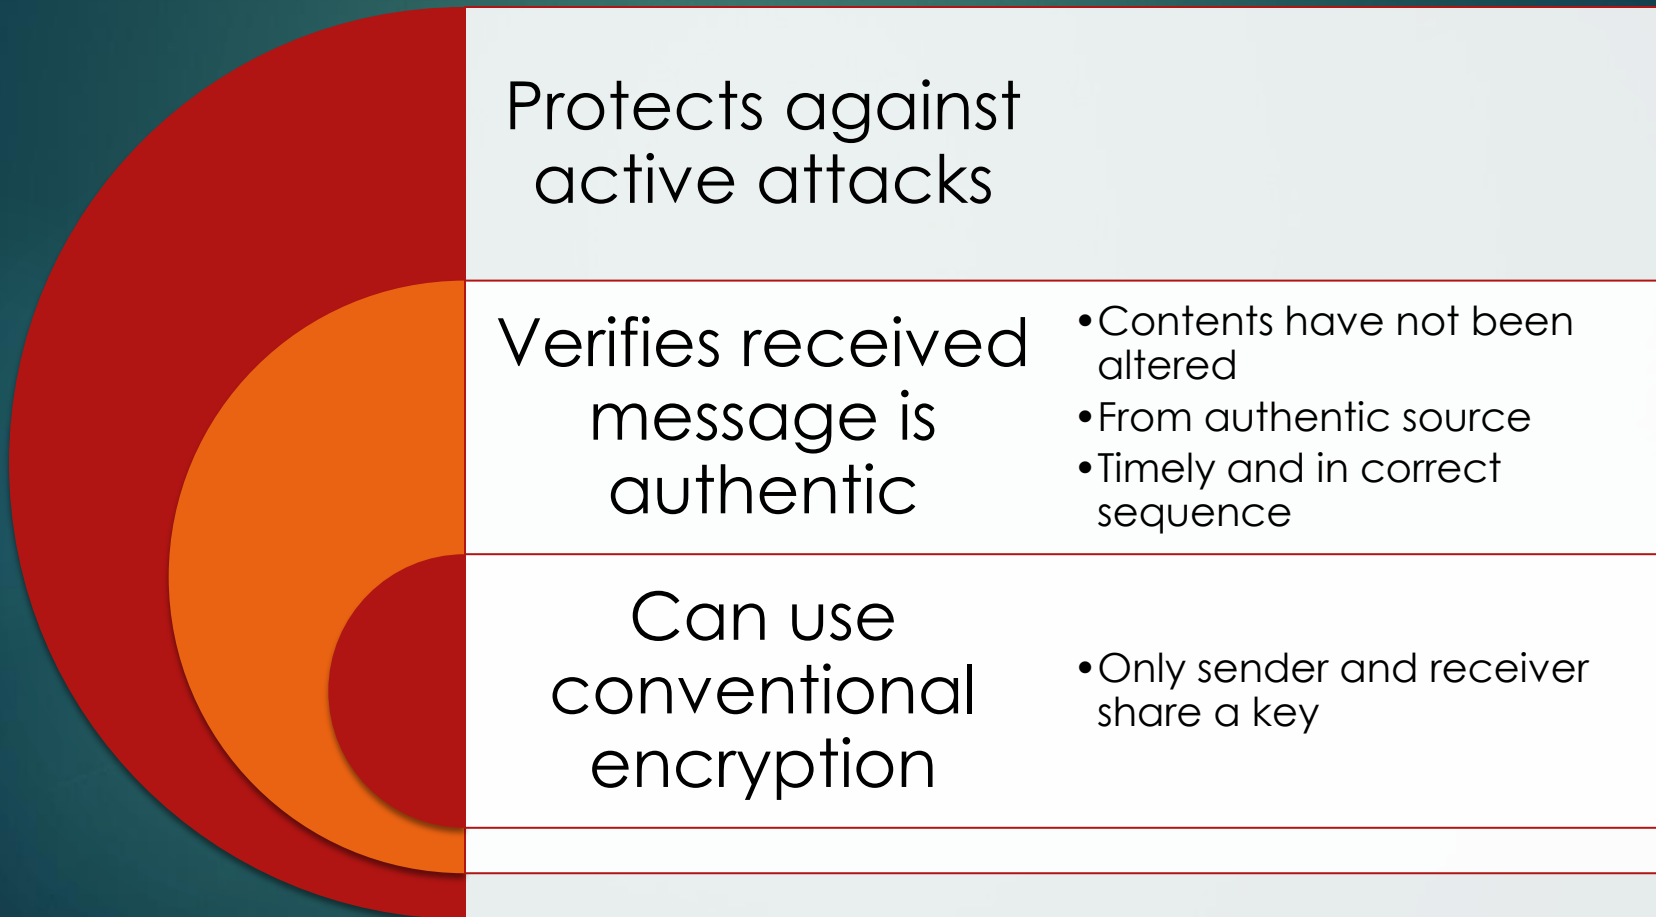 Protects against
active attacks
Verifies received
message is
authentic
•Contents have not been
altered
•From authentic source
•Timely and in correct
sequence
Can use
conventional
encryption
•Only sender and receiver
share a key